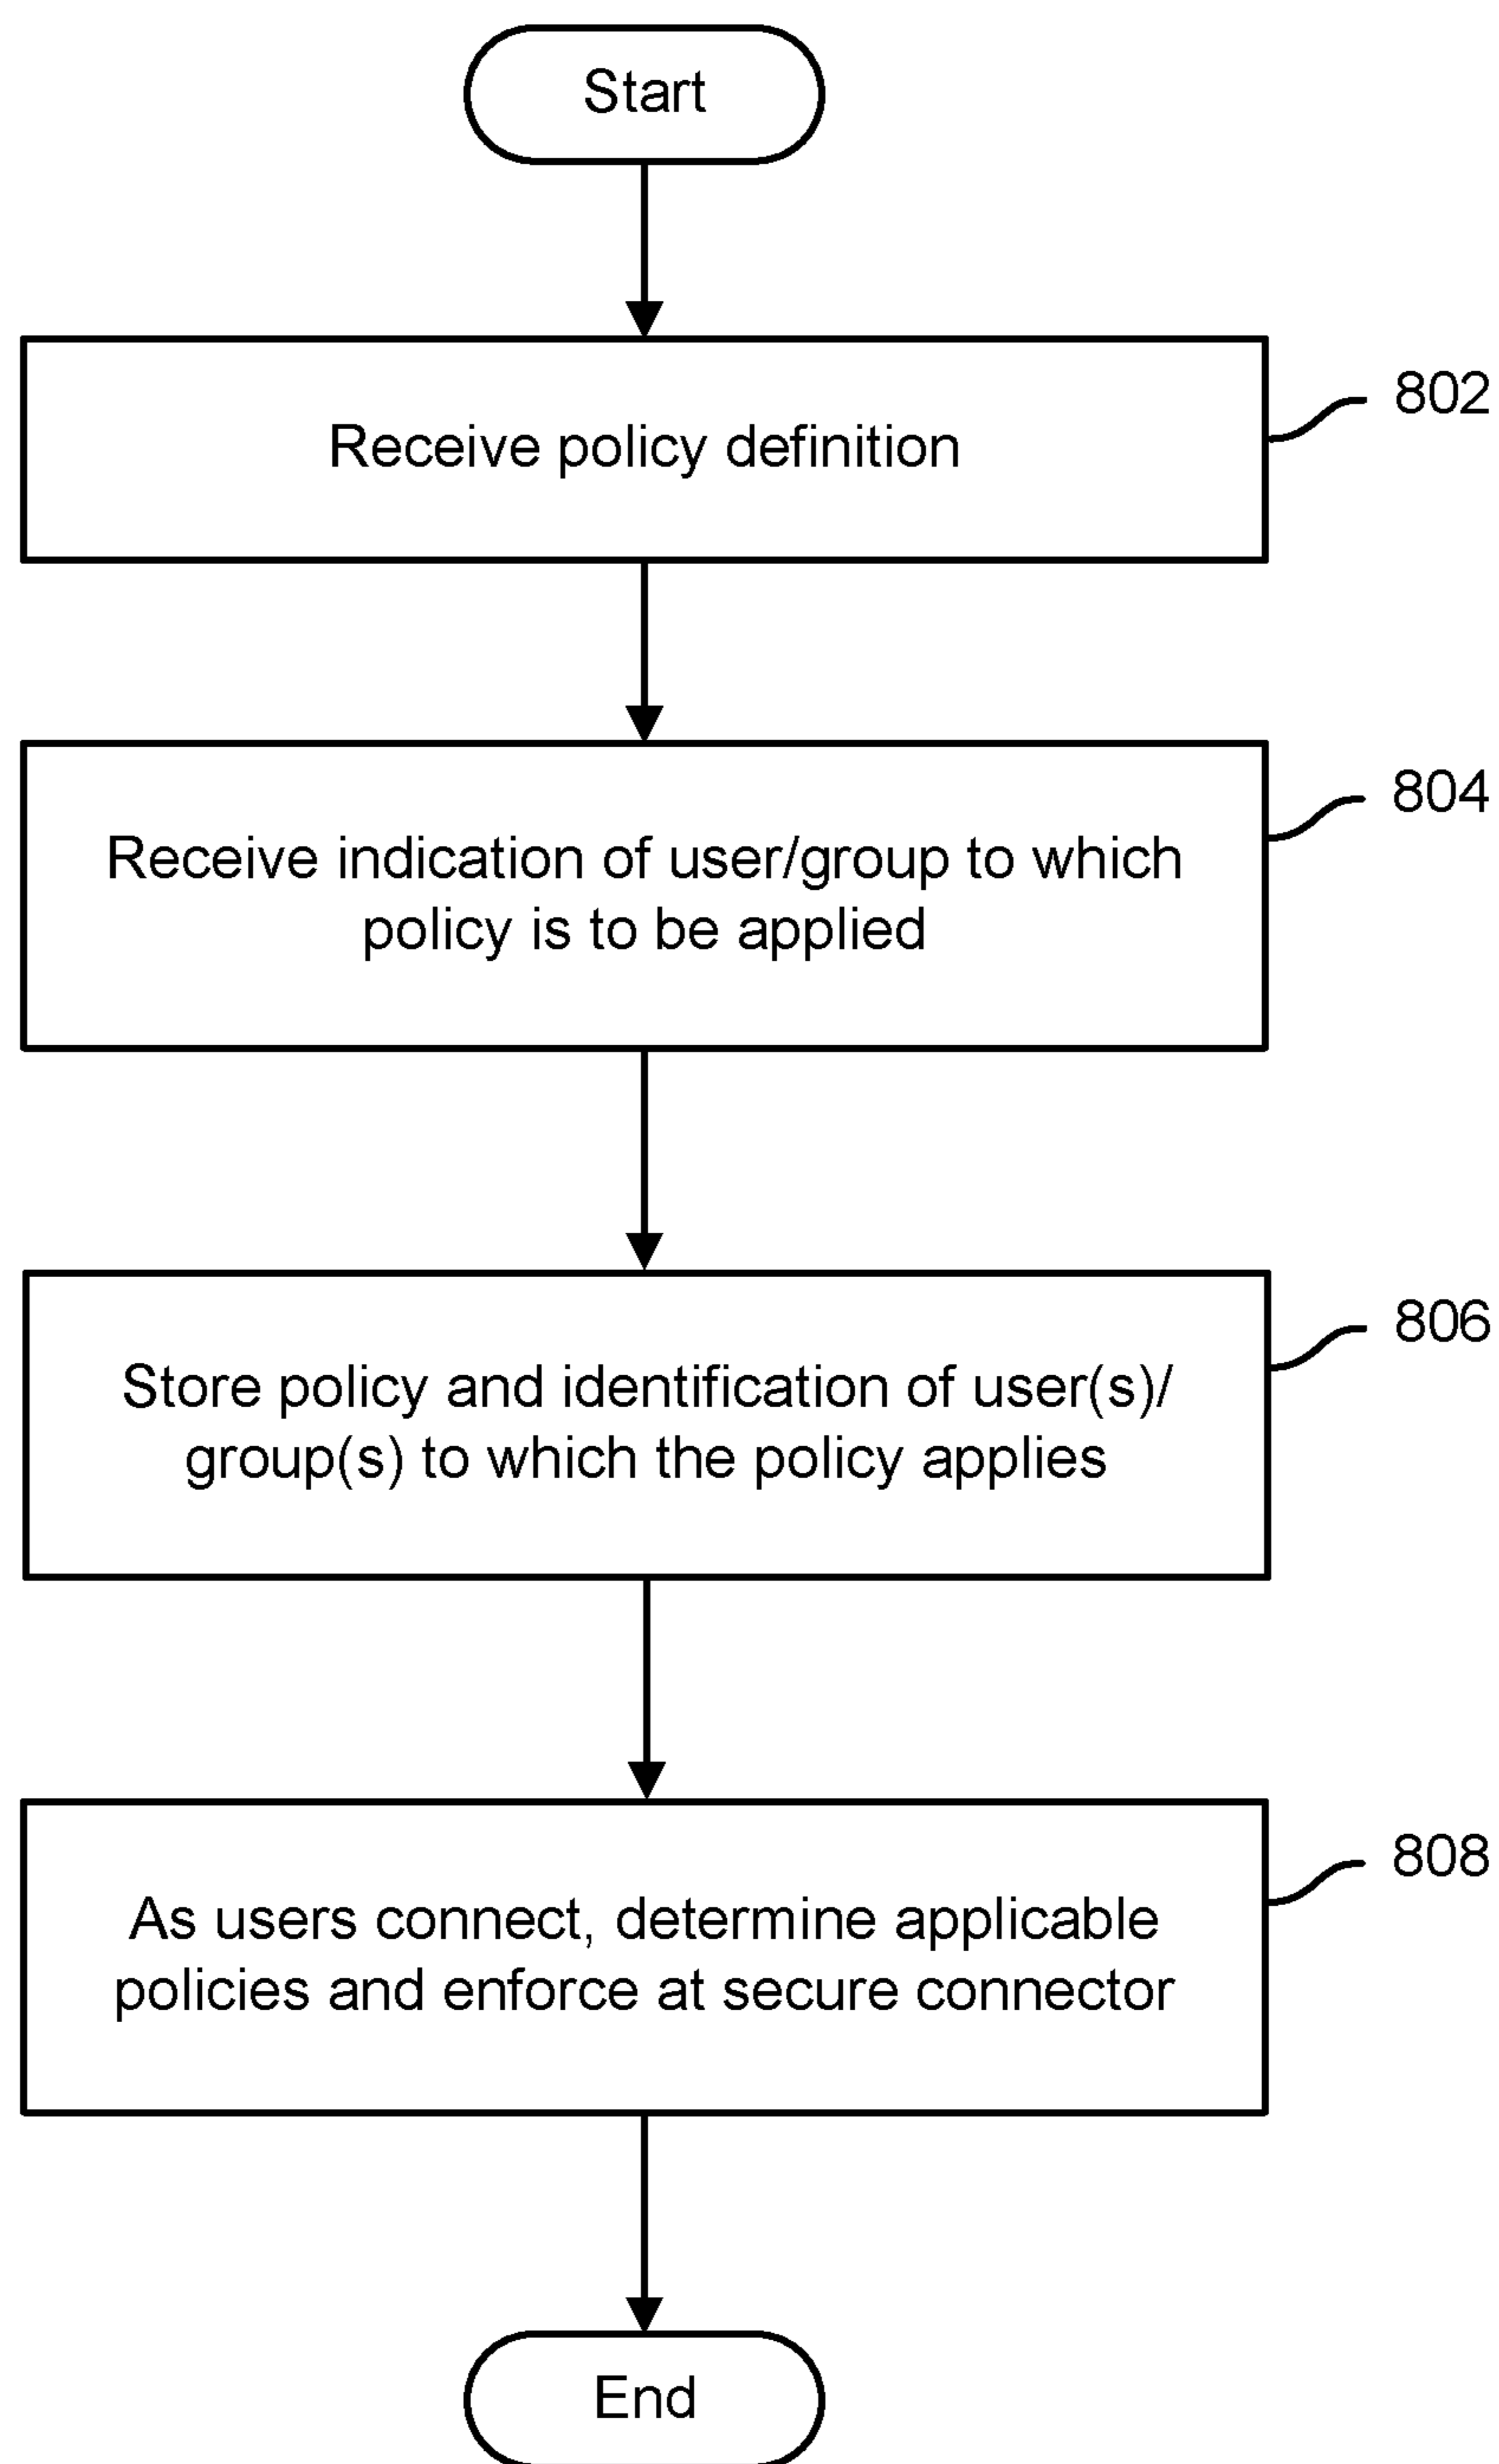 Start
802
Receive policy definition
804
Receive indication of user/group to which
policy is to be applied
806
Store policy and identification of user(s)/
group(s) to which the policy applies
808
As users connect, determine applicable
policies and enforce at secure connector
End